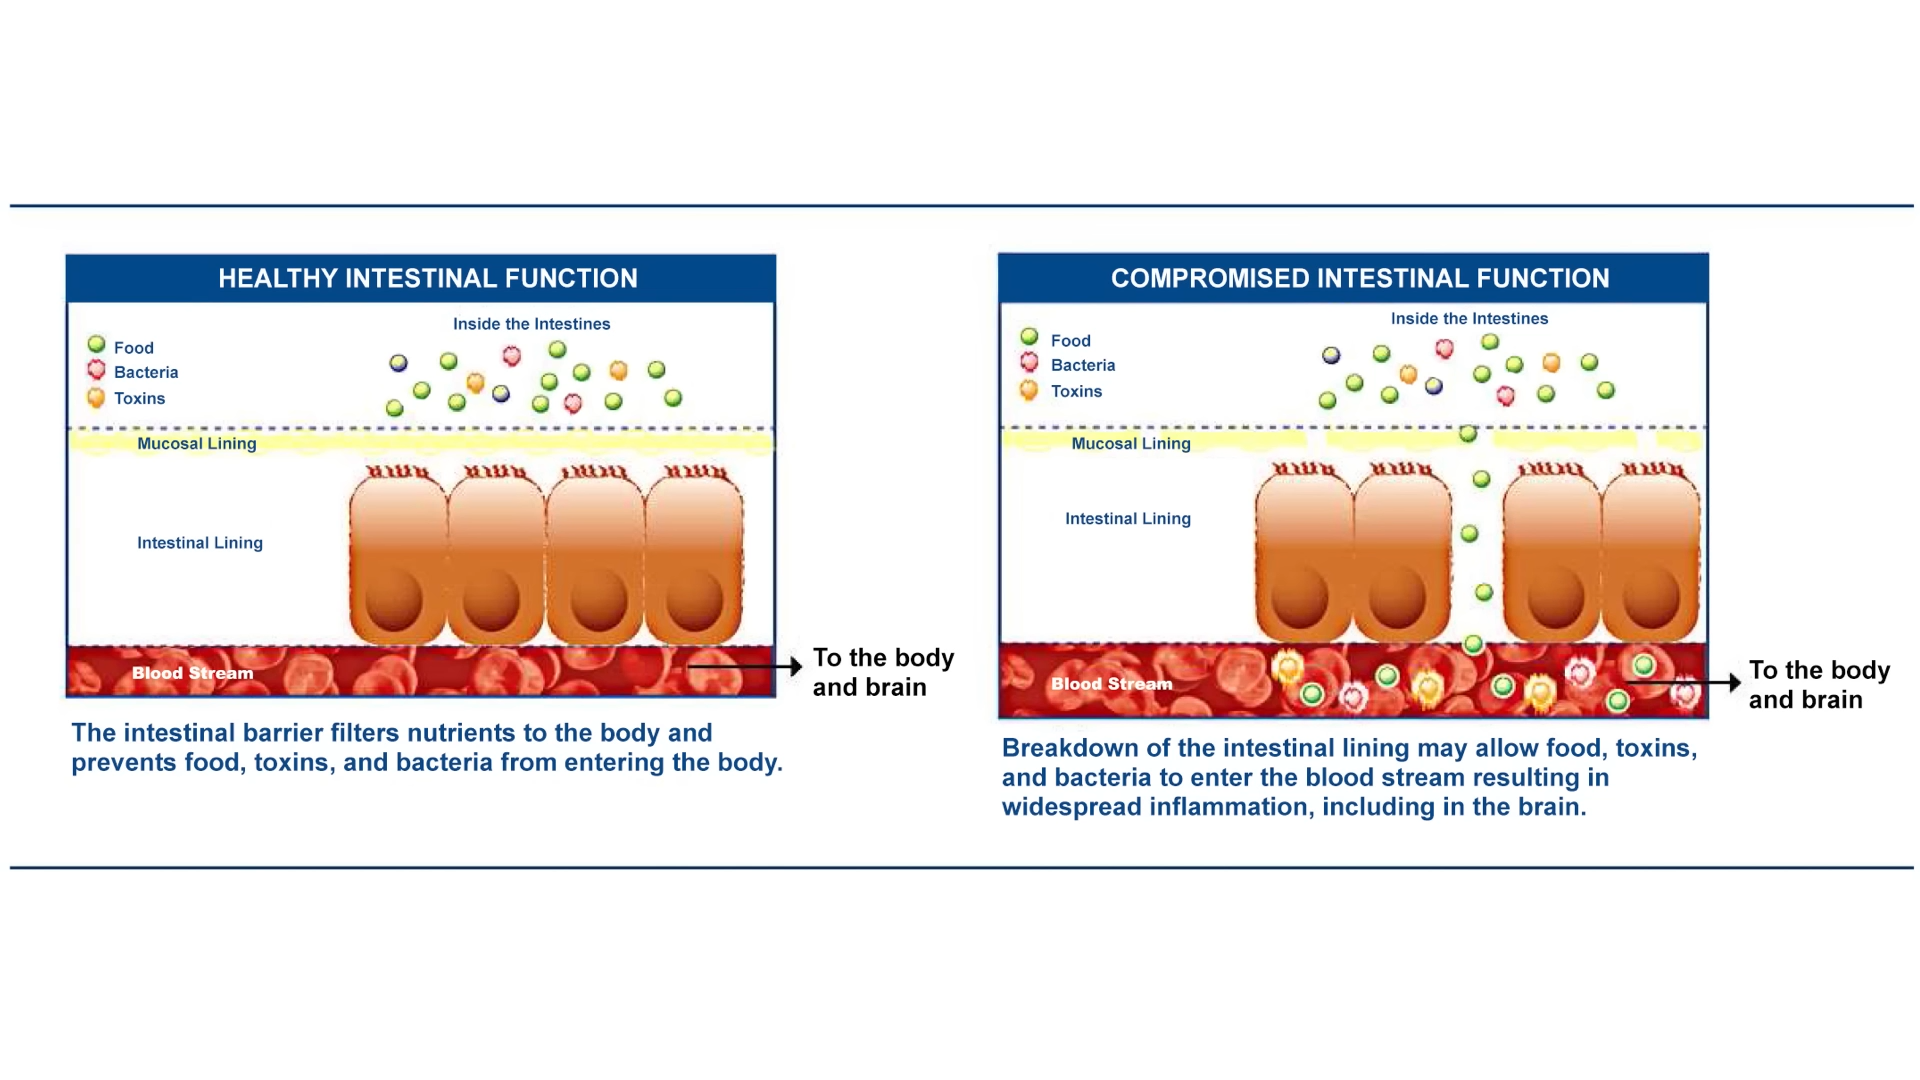 HEALTHY INTESTINAL FUNCTION
Inside the Intestines
Food
Bacteria
Toxins
Mucosal Lining
Intestinal Lining
Blood Stream
To the body
and brain
The intestinal barrier filters nutrients to the body and
prevents food, toxins, and bacteria from entering the body.
COMPROMISED INTESTINAL FUNCTION
Inside the Intestines
Food
Bacteria
Toxins
Mucosal Lining
Intestinal Lining
Blood Stream
To the body
and brain
Breakdown of the intestinal lining may allow food, toxins,
and bacteria to enter the blood stream resulting in
widespread inflammation, including in the brain.